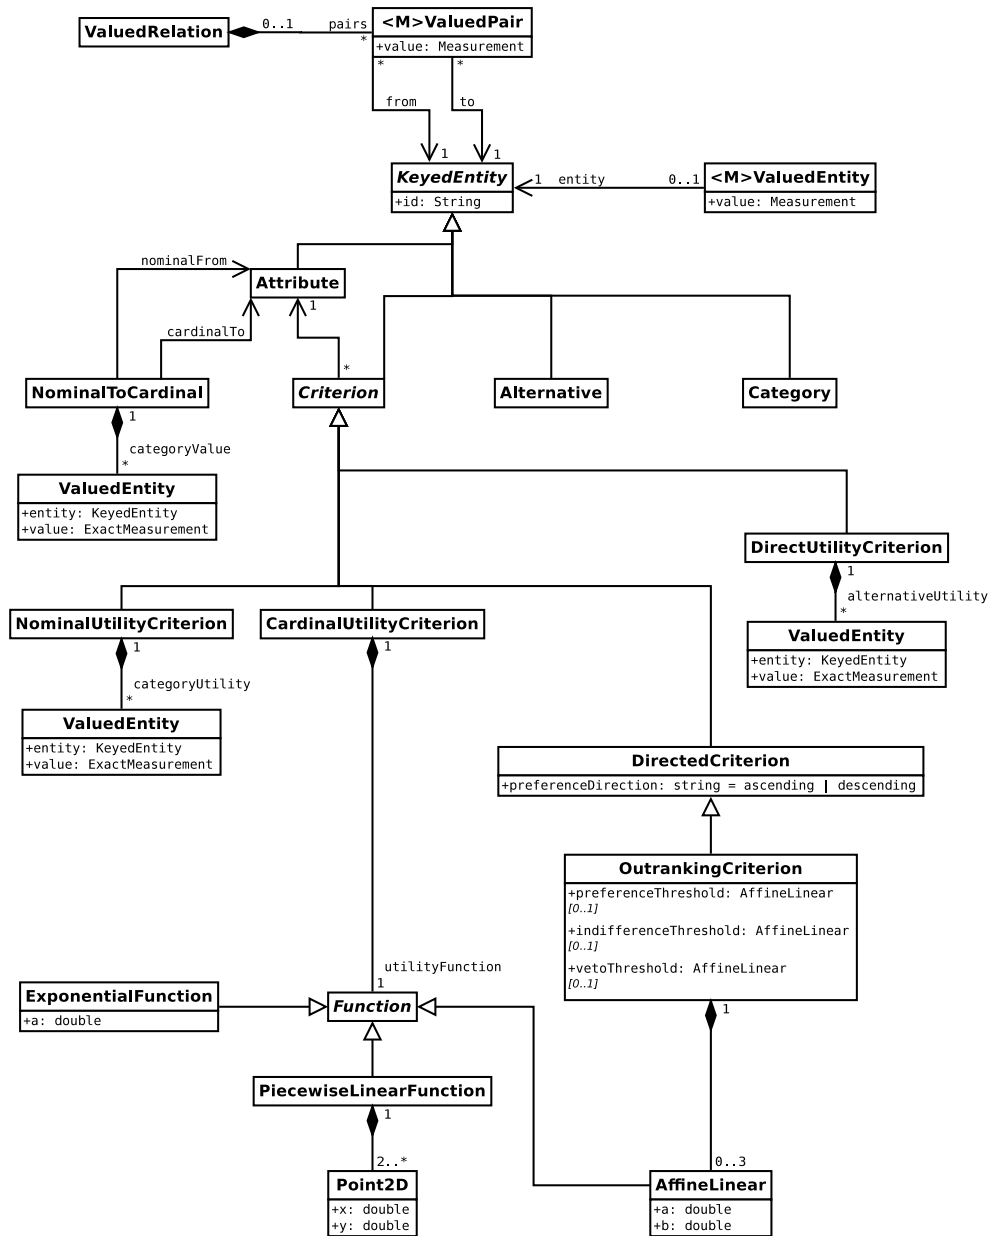 ValuedRelation
0..1
pairs
*
<M>ValuedPair
+value: Measurement
*
*
from
to
1
1
KeyedEntity
+id: String
1
entity
0..1
<M>ValuedEntity
+value: Measurement
nominalFrom
Attribute
1
cardinalTo
*
NominalToCardinal
Criterion
Alternative
Category
1
categoryValue
*
ValuedEntity
+entity: KeyedEntity
+value: ExactMeasurement
DirectUtilityCriterion
1
alternativeUtility
*
ValuedEntity
+entity: KeyedEntity
+value: ExactMeasurement
NominalUtilityCriterion
CardinalUtilityCriterion
1
1
categoryUtility
*
ValuedEntity
+entity: KeyedEntity
+value: ExactMeasurement
DirectedCriterion
+preferenceDirection: string = ascending | descending
OutrankingCriterion
+preferenceThreshold: AffineLinear
[0..1]
+indifferenceThreshold: AffineLinear
[0..1]
+vetoThreshold: AffineLinear
[0..1]
utilityFunction
1
ExponentialFunction
+a: double
Function
1
PiecewiseLinearFunction
1
2..*
0..3
Point2D
+x: double
+y: double
AffineLinear
+a: double
+b: double